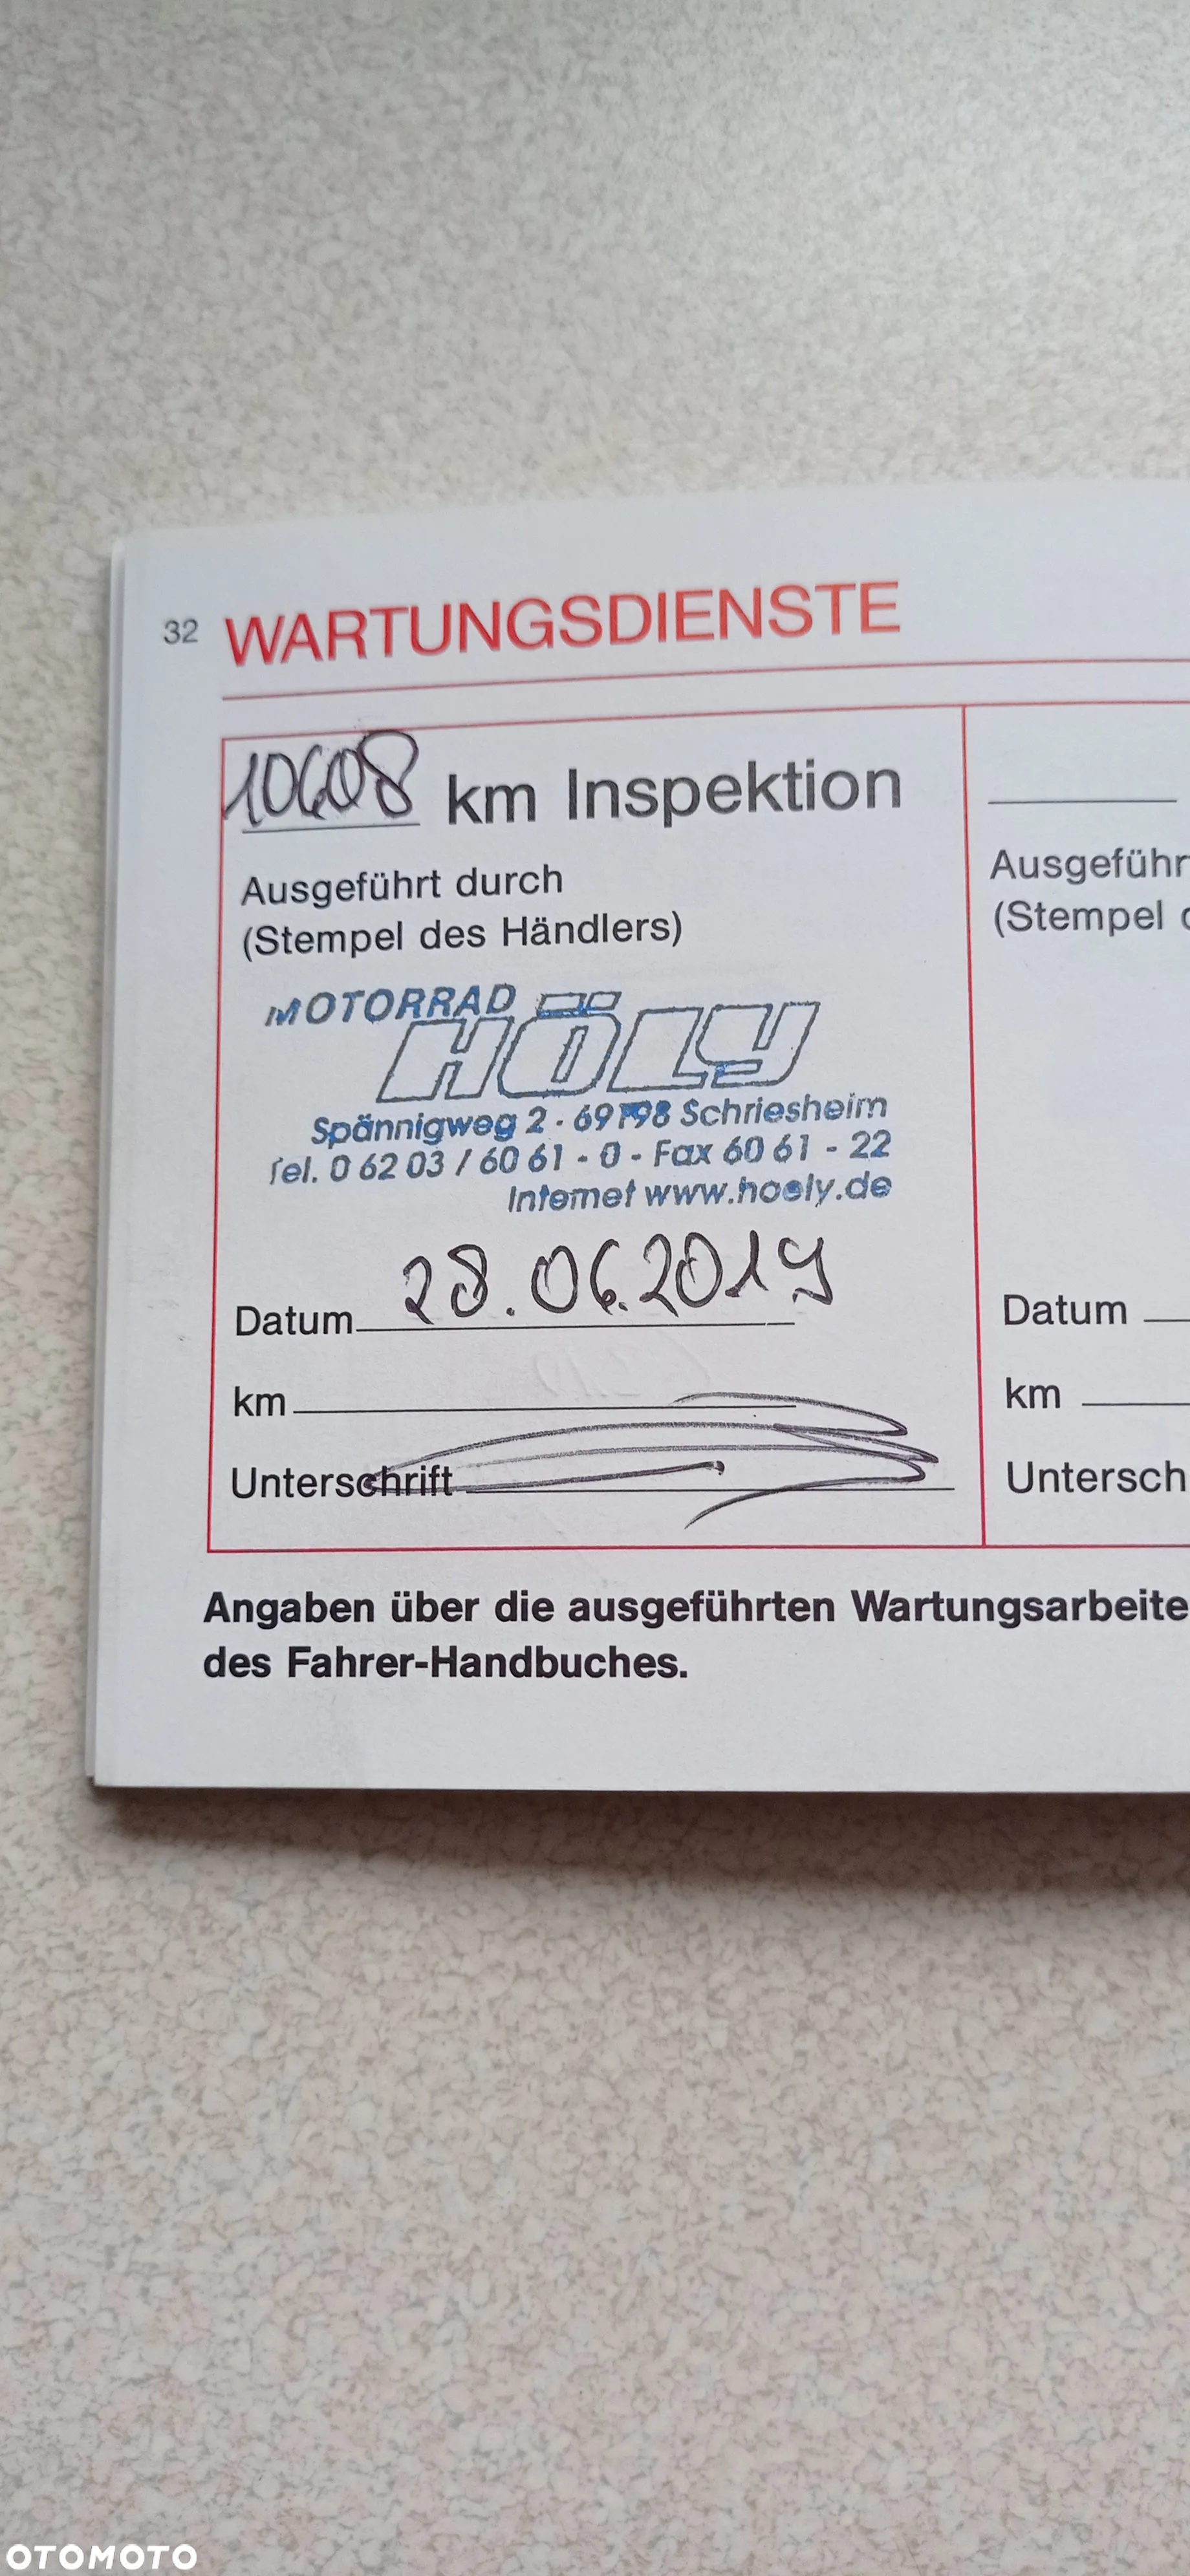 32 WARTUNGSDIENSTE
10608 km Inspektion
Ausgeführt durch
(Stempel des Händlers)
MOTORRAD HÖLY
Spännigweg 2 · 69198 Schriesheim
Tel. 0 62 03 / 60 61 - 0 - Fax 60 61 - 22
Internet www.hoely.de
Datum 28.06.2019
km
Unterschrift
Ausgeführ
(Stempel
Datum
km
Untersch
Angaben über die ausgeführten Wartungsarbeite
des Fahrer-Handbuches.
OTOMOTO